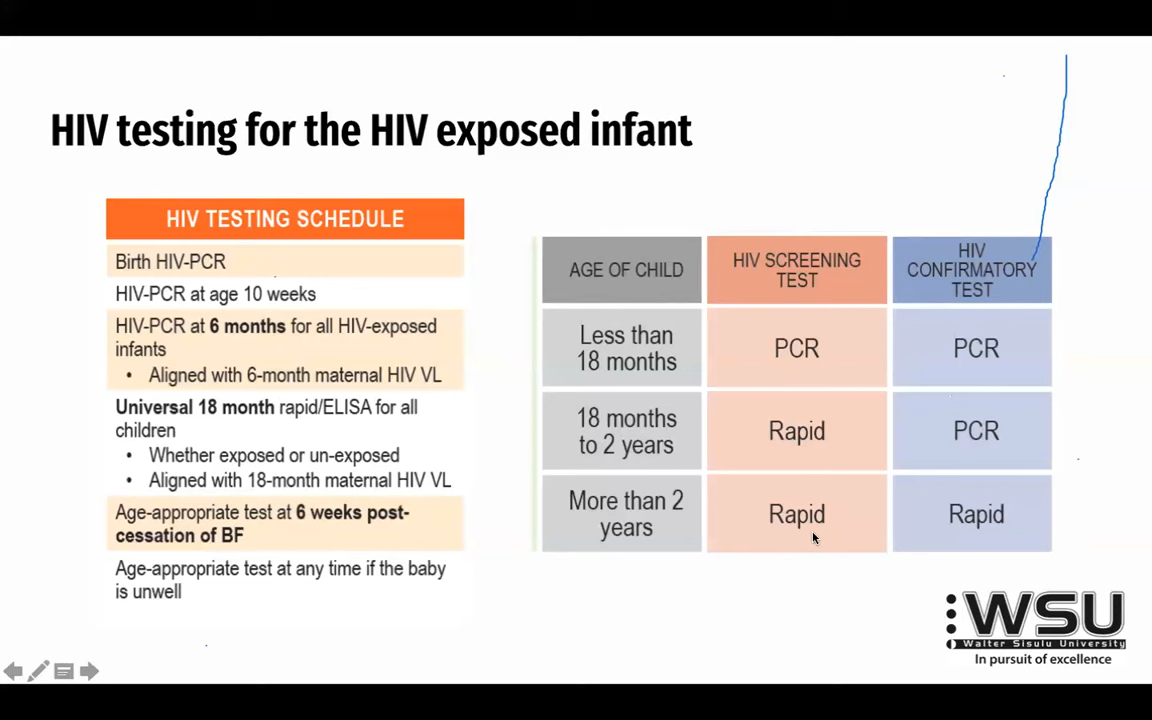 HIV testing for the HIV exposed infant
HIV TESTING SCHEDULE
Birth HIV-PCR
HIV-PCR at age 10 weeks
HIV-PCR at 6 months for all HIV-exposed
infants
• Aligned with 6-month maternal HIV VL
Universal 18 month rapid/ELISA for all
children
• Whether exposed or un-exposed
• Aligned with 18-month maternal HIV VL
Age-appropriate test at 6 weeks post-
cessation of BF
Age-appropriate test at any time if the baby
is unwell
AGE OF CHILD
HIV SCREENING
TEST
HIV
CONFIRMATORY
TEST
Less than
18 months
PCR
PCR
18 months
to 2 years
Rapid
PCR
More than 2
years
Rapid
Rapid
WSU
Walter Sisulu University
In pursuit of excellence